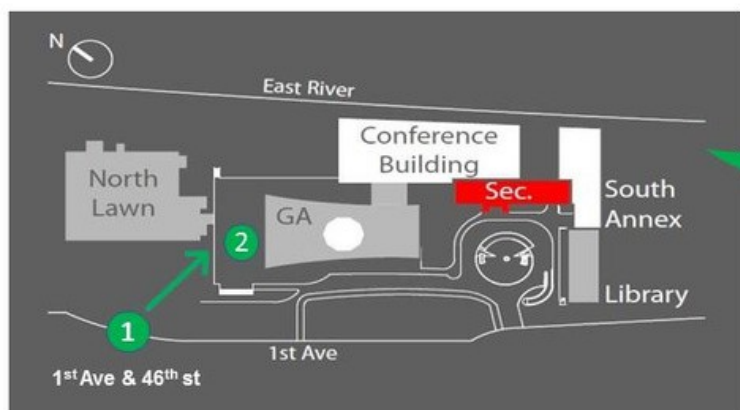 N
East River
Conference
Building
North
Lawn
Sec.
South
Annex
GA
2
Library
1
1st Ave
1st Ave & 46th st